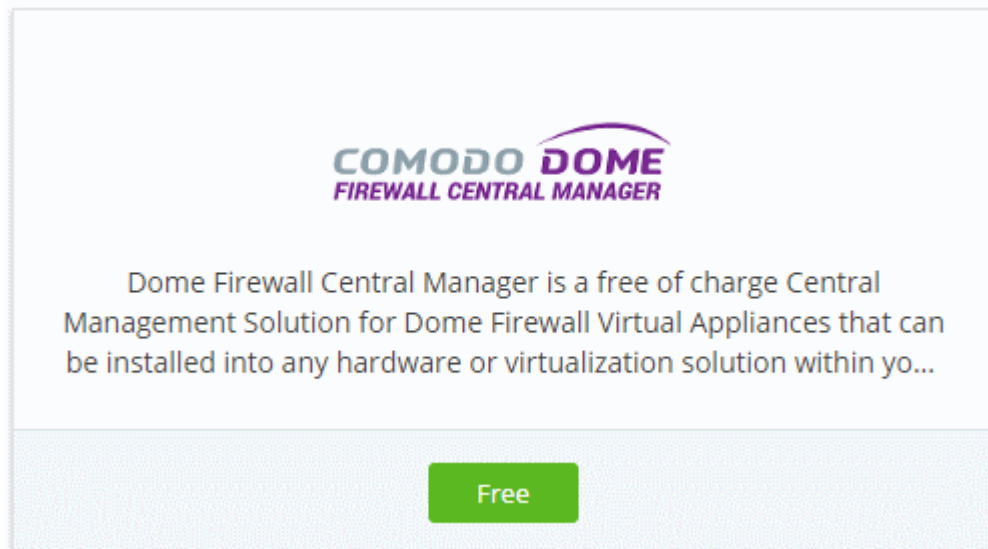 COMODO DOME
FIREWALL CENTRAL MANAGER
Dome Firewall Central Manager is a free of charge Central
Management Solution for Dome Firewall Virtual Appliances that can
be installed into any hardware or virtualization solution within yo...
Free